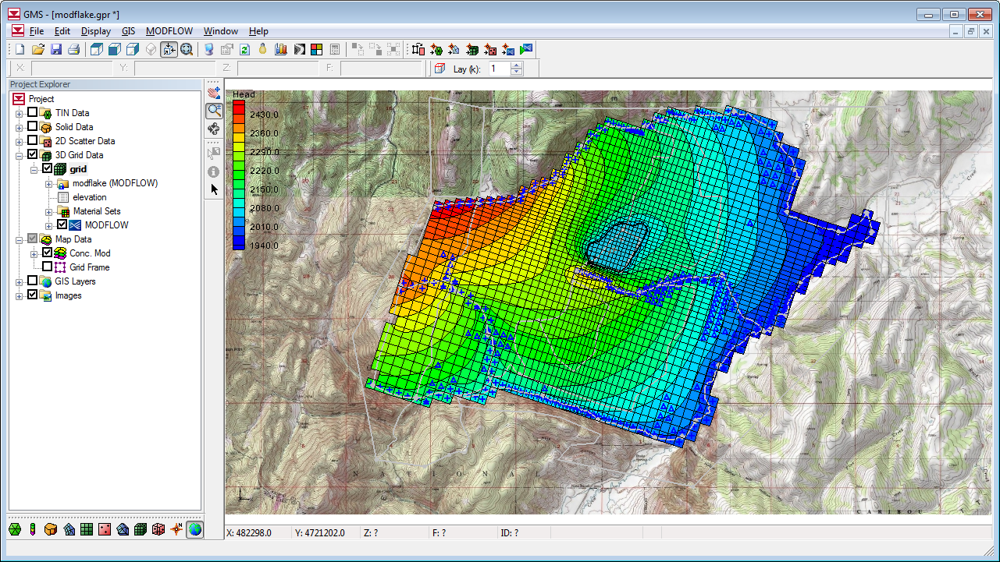 GMS - [modflake.gpr *]
File Edit Display GIS MODFLOW Window Help
X: Y: Z: F: Lay (k): 1
Project Explorer
Project
TIN Data
Solid Data
2D Scatter Data
3D Grid Data
grid
modflake (MODFLOW)
elevation
Material Sets
MODFLOW
Map Data
Conc. Mod
Grid Frame
GIS Layers
Images
Head
2430.0
2360.0
2290.0
2220.0
2150.0
2080.0
2010.0
1940.0
N A T I O N A L
C A R I B O U
X: 482298.0 Y: 4721202.0 Z: ? F: ? ID: ?